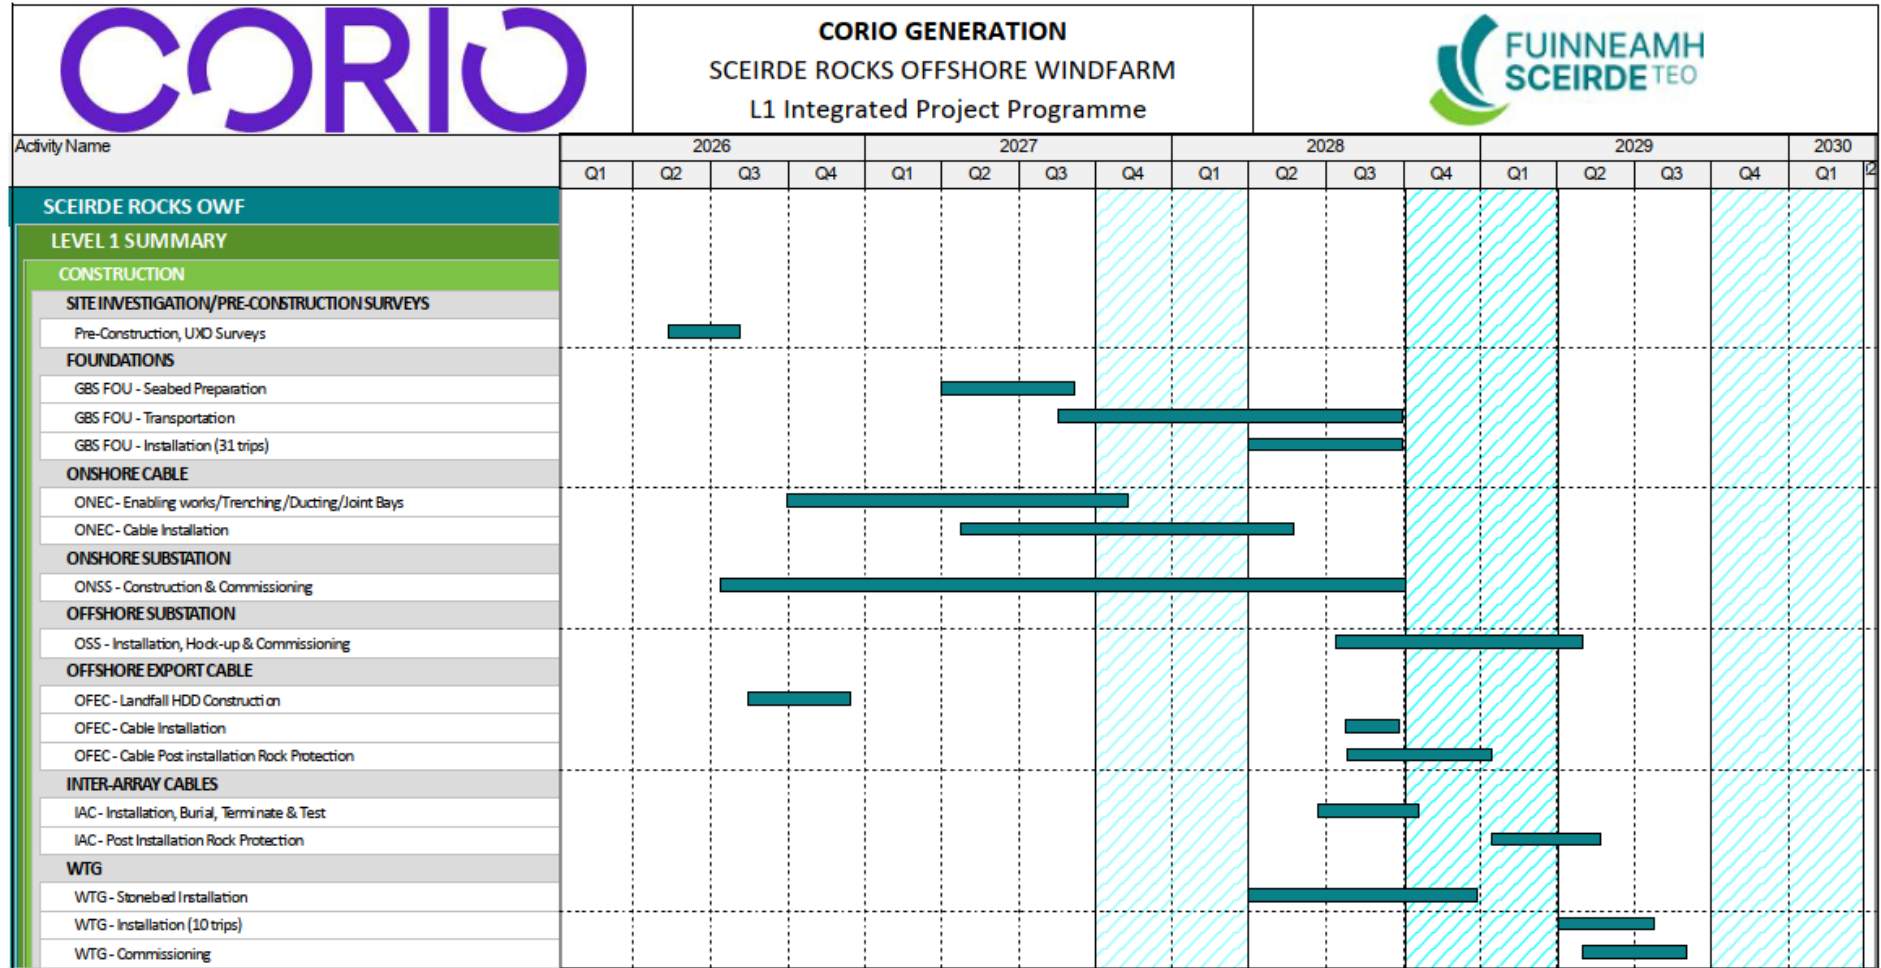 CORIO
CORIO GENERATION
SCEIRDE ROCKS OFFSHORE WINDFARM
L1 Integrated Project Programme
FUINNEAMH
SCEIRDE TEO
Activity Name
2026 2027 2028 2029 2030
Q1 Q2 Q3 Q4 Q1 Q2 Q3 Q4 Q1 Q2 Q3 Q4 Q1 Q2 Q3 Q4 Q1
SCEIRDE ROCKS OWF
LEVEL 1 SUMMARY
CONSTRUCTION
SITE INVESTIGATION/PRE-CONSTRUCTION SURVEYS
Pre-Construction, UXO Surveys
FOUNDATIONS
GBS FOU - Seabed Preparation
GBS FOU - Transportation
GBS FOU - Installation (31 trips)
ONSHORE CABLE
ONEC - Enabling works/Trenching/Ducting/Joint Bays
ONEC - Cable Installation
ONSHORE SUBSTATION
ONSS - Construction & Commissioning
OFFSHORE SUBSTATION
OSS - Installation, Hock-up & Commissioning
OFFSHORE EXPORT CABLE
OFEC - Landfall HDD Construction
OFEC - Cable Installation
OFEC - Cable Post installation Rock Protection
INTER-ARRAY CABLES
IAC - Installation, Burial, Terminate & Test
IAC - Post Installation Rock Protection
WTG
WTG - Stonebed Installation
WTG - Installation (10 trips)
WTG - Commissioning